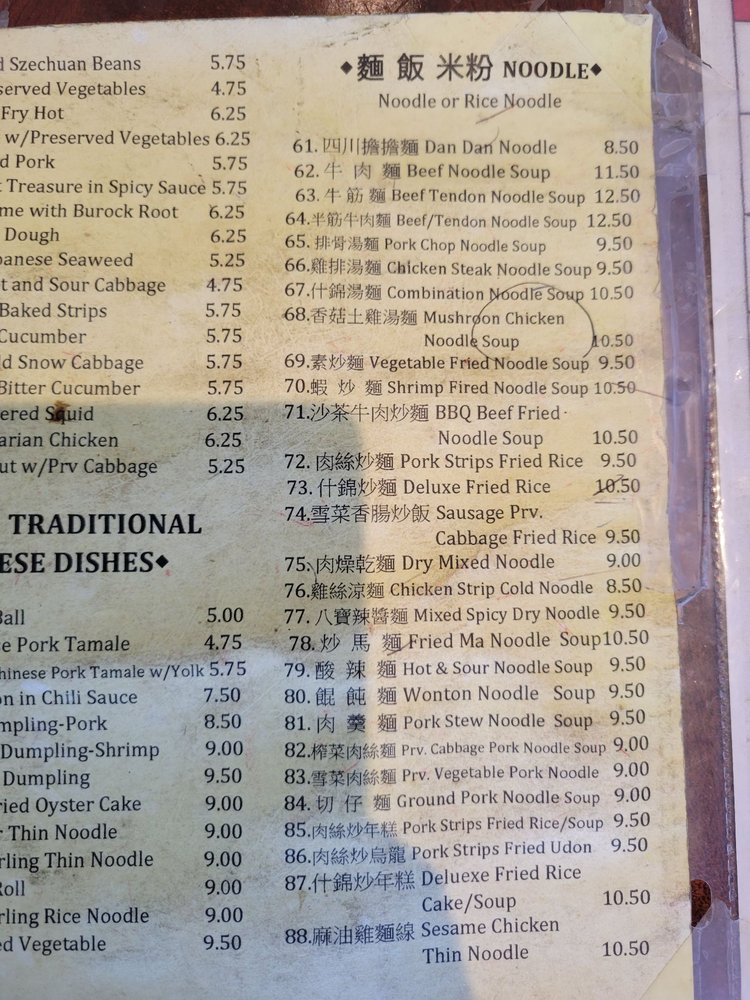 Szechuan Beans 5.75
Vegetables 4.75
Fry Hot 6.25
w/Preserved Vegetables 6.25
Pork 5.75
Treasure in Spicy Sauce 5.75
with Burock Root 6.25
Dough 6.25
Seaweed 5.25
and Sour Cabbage 4.75
Baked Strips 5.75
Cucumber 5.75
Snow Cabbage 5.75
Bitter Cucumber 5.75
Squid 6.25
Chicken 6.25
w/Prv Cabbage 5.25
TRADITIONAL
DISHES◆
5.00
Pork Tamale 4.75
Pork Tamale w/Yolk 5.75
in Chili Sauce 7.50
8.50
Dumpling-Shrimp 9.00
Dumpling 9.50
Oyster Cake 9.00
Thin Noodle 9.00
Thin Noodle 9.00
9.00
Rice Noodle 9.00
Vegetable 9.50
◆麵 飯 米粉 NOODLE◆
Noodle or Rice Noodle
61. 四川擔擔麵 Dan Dan Noodle 8.50
62. 牛 肉 麵 Beef Noodle Soup 11.50
63. 牛 筋 麵 Beef Tendon Noodle Soup 12.50
64.半筋牛肉麵 Beef/Tendon Noodle Soup 12.50
65. 排骨湯麵 Pork Chop Noodle Soup 9.50
66.雞排湯麵 Chicken Steak Noodle Soup 9.50
67.什錦湯麵 Combination Noodle Soup 10.50
68.香菇土雞湯麵 Mushroon Chicken
Noodle Soup 10.50
69.素炒麵 Vegetable Fried Noodle Soup 9.50
70.蝦 炒 麵 Shrimp Fired Noodle Soup 10.50
71.沙茶牛肉炒麵 BBQ Beef Fried
Noodle Soup 10.50
72. 肉絲炒麵 Pork Strips Fried Rice 9.50
73. 什錦炒麵 Deluxe Fried Rice 10.50
74.雪菜香腸炒飯 Sausage Prv.
Cabbage Fried Rice 9.50
75. 肉燥乾麵 Dry Mixed Noodle 9.00
76.雞絲涼麵 Chicken Strip Cold Noodle 8.50
77. 八寶辣醬麵 Mixed Spicy Dry Noodle 9.50
78. 炒 馬 麵 Fried Ma Noodle Soup 10.50
79. 酸 辣 麵 Hot & Sour Noodle Soup 9.50
80. 餛 飩 麵 Wonton Noodle Soup 9.50
81. 肉 羹 麵 Pork Stew Noodle Soup 9.50
82.榨菜肉絲麵 Prv. Cabbage Pork Noodle Soup 9.00
83.雪菜肉絲麵 Prv. Vegetable Pork Noodle 9.00
84. 切 仔 麵 Ground Pork Noodle Soup 9.00
85.肉絲炒年糕 Pork Strips Fried Rice/Soup 9.50
86.肉絲炒烏龍 Pork Strips Fried Udon 9.50
87.什錦炒年糕 Deluexe Fried Rice
Cake/Soup 10.50
88.麻油雞麵線 Sesame Chicken
Thin Noodle 10.50